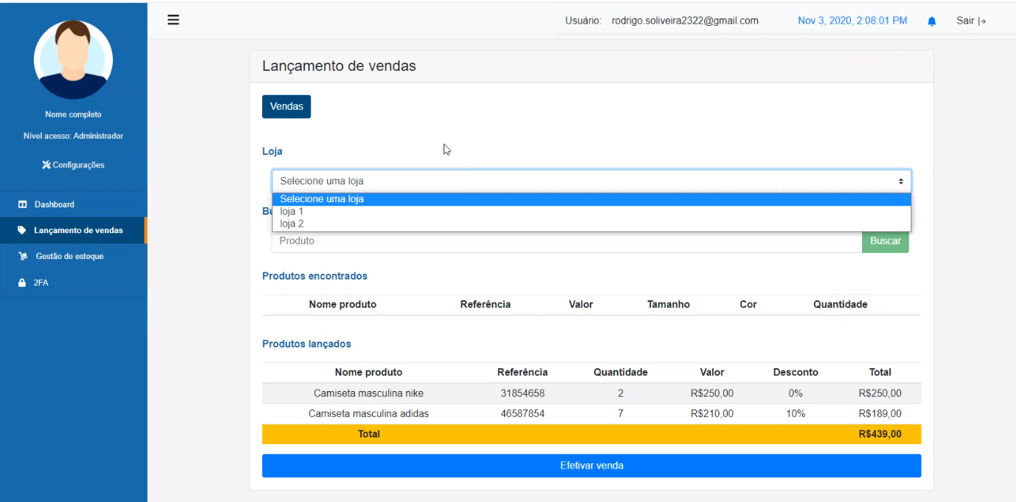 Usuário: rodrigo.soliveira2322@gmail.com Nov 3, 2020, 2:08:01 PM Sair
Nome completo
Nível acesso: Administrador
Configurações
Dashboard
Lançamento de vendas
Gestão de estoque
2FA
Lançamento de vendas
Vendas
Loja
Selecione uma loja
Selecione uma loja
loja 1
loja 2
Produto Buscar
Produtos encontrados
Nome produto Referência Valor Tamanho Cor Quantidade
Produtos lançados
Nome produto Referência Quantidade Valor Desconto Total
Camiseta masculina nike 31854658 2 R$250,00 0% R$250,00
Camiseta masculina adidas 46587854 7 R$210,00 10% R$189,00
Total R$439,00
Efetivar venda